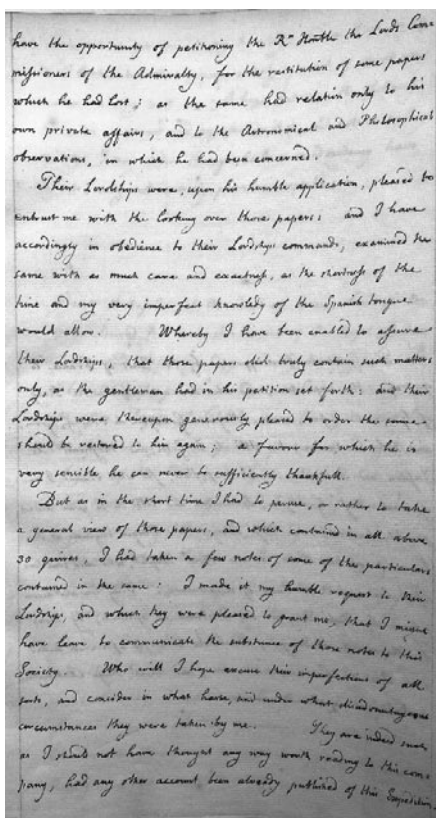 have the opportunity of petitioning the Rt Honble the Lords Com-
missioners of the Admiralty, for the restitution of some papers
which he had lost; as the same had relation only to his
own private affairs, and to the Astronomical and Philosophical
observations, in which he had been concerned.
Their Lordships were, upon his humble application, pleased to
entrust me with the looking over those papers: and I have
accordingly in obedience to their Lordships commands, examined the
same with as much care and exactness, as the shortness of the
time and my very imperfect knowledg of the Spanish tongue
would allow. Whereby I have been enabled to assure
their Lordships, that those papers did truly contain such matters
only, as the gentleman had in his petition set forth: and their
Lordships were thereupon generously pleased to order the same
should be restored to him again; a favour for which he is
very sensible he can never be sufficiently thankfull.
But as in the short time I had to peruse, or rather to take
a general view of those papers, and which contained in all above
30 quires, I had taken a few notes of some of the particulars
contained in the same: I made it my humble request to their
Lordships, and which they were pleased to grant me, that I might
have leave to communicate the substance of those notes to this
Society. Who will I hope excuse their imperfections of all
sorts, and consider in what haste, and under what disadvantageous
circumstances they were taken by me. They are indeed such
as I should not have thought any way worth reading to this com-
pany, had any other account been already published of this Expedition